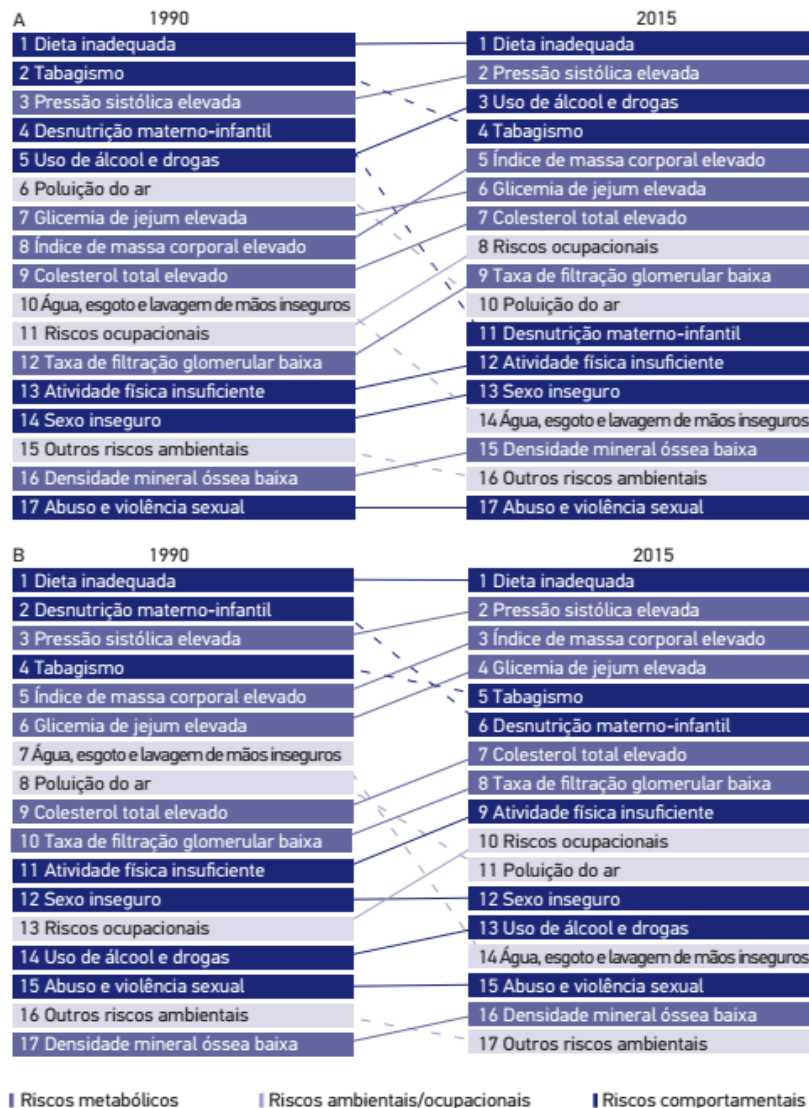 A 1990 2015
1 Dieta inadequada 1 Dieta inadequada
2 Tabagismo 2 Pressão sistólica elevada
3 Pressão sistólica elevada 3 Uso de álcool e drogas
4 Desnutrição materno-infantil 4 Tabagismo
5 Uso de álcool e drogas 5 Índice de massa corporal elevado
6 Poluição do ar 6 Glicemia de jejum elevada
7 Glicemia de jejum elevada 7 Colesterol total elevado
8 Índice de massa corporal elevado 8 Riscos ocupacionais
9 Colesterol total elevado 9 Taxa de filtração glomerular baixa
10 Água, esgoto e lavagem de mãos inseguros 10 Poluição do ar
11 Riscos ocupacionais 11 Desnutrição materno-infantil
12 Taxa de filtração glomerular baixa 12 Atividade física insuficiente
13 Atividade física insuficiente 13 Sexo inseguro
14 Sexo inseguro 14 Água, esgoto e lavagem de mãos inseguros
15 Outros riscos ambientais 15 Densidade mineral óssea baixa
16 Densidade mineral óssea baixa 16 Outros riscos ambientais
17 Abuso e violência sexual 17 Abuso e violência sexual
B 1990 2015
1 Dieta inadequada 1 Dieta inadequada
2 Desnutrição materno-infantil 2 Pressão sistólica elevada
3 Pressão sistólica elevada 3 Índice de massa corporal elevado
4 Tabagismo 4 Glicemia de jejum elevada
5 Índice de massa corporal elevado 5 Tabagismo
6 Glicemia de jejum elevada 6 Desnutrição materno-infantil
7 Água, esgoto e lavagem de mãos inseguros 7 Colesterol total elevado
8 Poluição do ar 8 Taxa de filtração glomerular baixa
9 Colesterol total elevado 9 Atividade física insuficiente
10 Taxa de filtração glomerular baixa 10 Riscos ocupacionais
11 Atividade física insuficiente 11 Poluição do ar
12 Sexo inseguro 12 Sexo inseguro
13 Riscos ocupacionais 13 Uso de álcool e drogas
14 Uso de álcool e drogas 14 Água, esgoto e lavagem de mãos inseguros
15 Abuso e violência sexual 15 Abuso e violência sexual
16 Outros riscos ambientais 16 Densidade mineral óssea baixa
17 Densidade mineral óssea baixa 17 Outros riscos ambientais
Riscos metabólicos Riscos ambientais/ocupacionais Riscos comportamentais